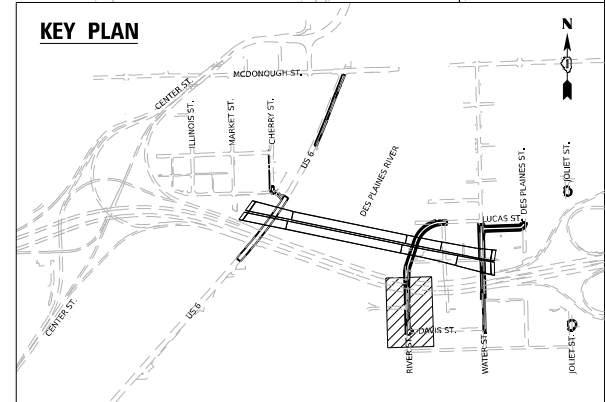 KEY PLAN
N
MCDONOUGH ST.
CENTER ST.
ILLINOIS ST.
MARKET ST.
CHERRY ST.
US 6
DES PLAINES RIVER
JOLIET ST.
DES PLAINES ST.
LUCAS ST.
CENTER ST.
US 6
DAVIS ST.
RIVER ST.
WATER ST.
JOLIET ST.